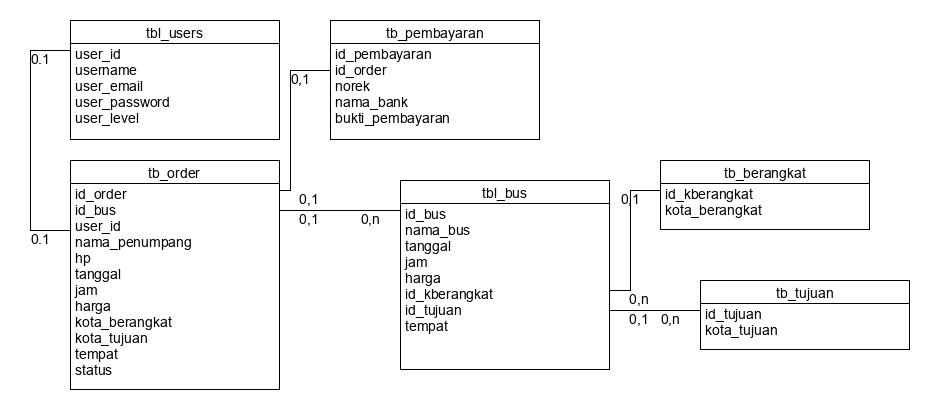 tbl_users
user_id
username
user_email
user_password
user_level
0.1
0.1
tb_pembayaran
id_pembayaran
id_order
norek
nama_bank
bukti_pembayaran
0,1
tb_order
id_order
id_bus
user_id
nama_penumpang
hp
tanggal
jam
harga
kota_berangkat
kota_tujuan
tempat
status
0,1
0,1
0,n
tbl_bus
id_bus
nama_bus
tanggal
jam
harga
id_kberangkat
id_tujuan
tempat
0,1
0,n
0,1
0,n
tb_berangkat
id_kberangkat
kota_berangkat
tb_tujuan
id_tujuan
kota_tujuan